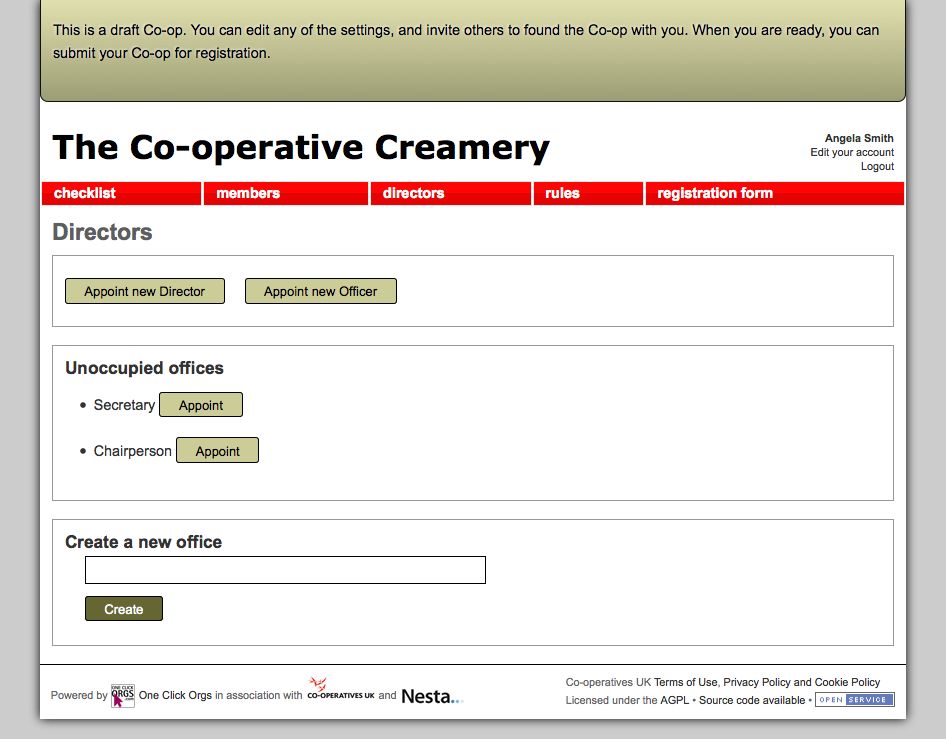 This is a draft Co-op. You can edit any of the settings, and invite others to found the Co-op with you. When you are ready, you can
submit your Co-op for registration.
The Co-operative Creamery
Angela Smith
Edit your account
Logout
checklist members directors rules registration form
Directors
Appoint new Director Appoint new Officer
Unoccupied offices
• Secretary Appoint
• Chairperson Appoint
Create a new office
Create
Powered by ONE CLICK ORGS .com One Click Orgs in association with CO-OPERATIVES UK and Nesta...
Co-operatives UK Terms of Use, Privacy Policy and Cookie Policy
Licensed under the AGPL • Source code available • OPEN SERVICE